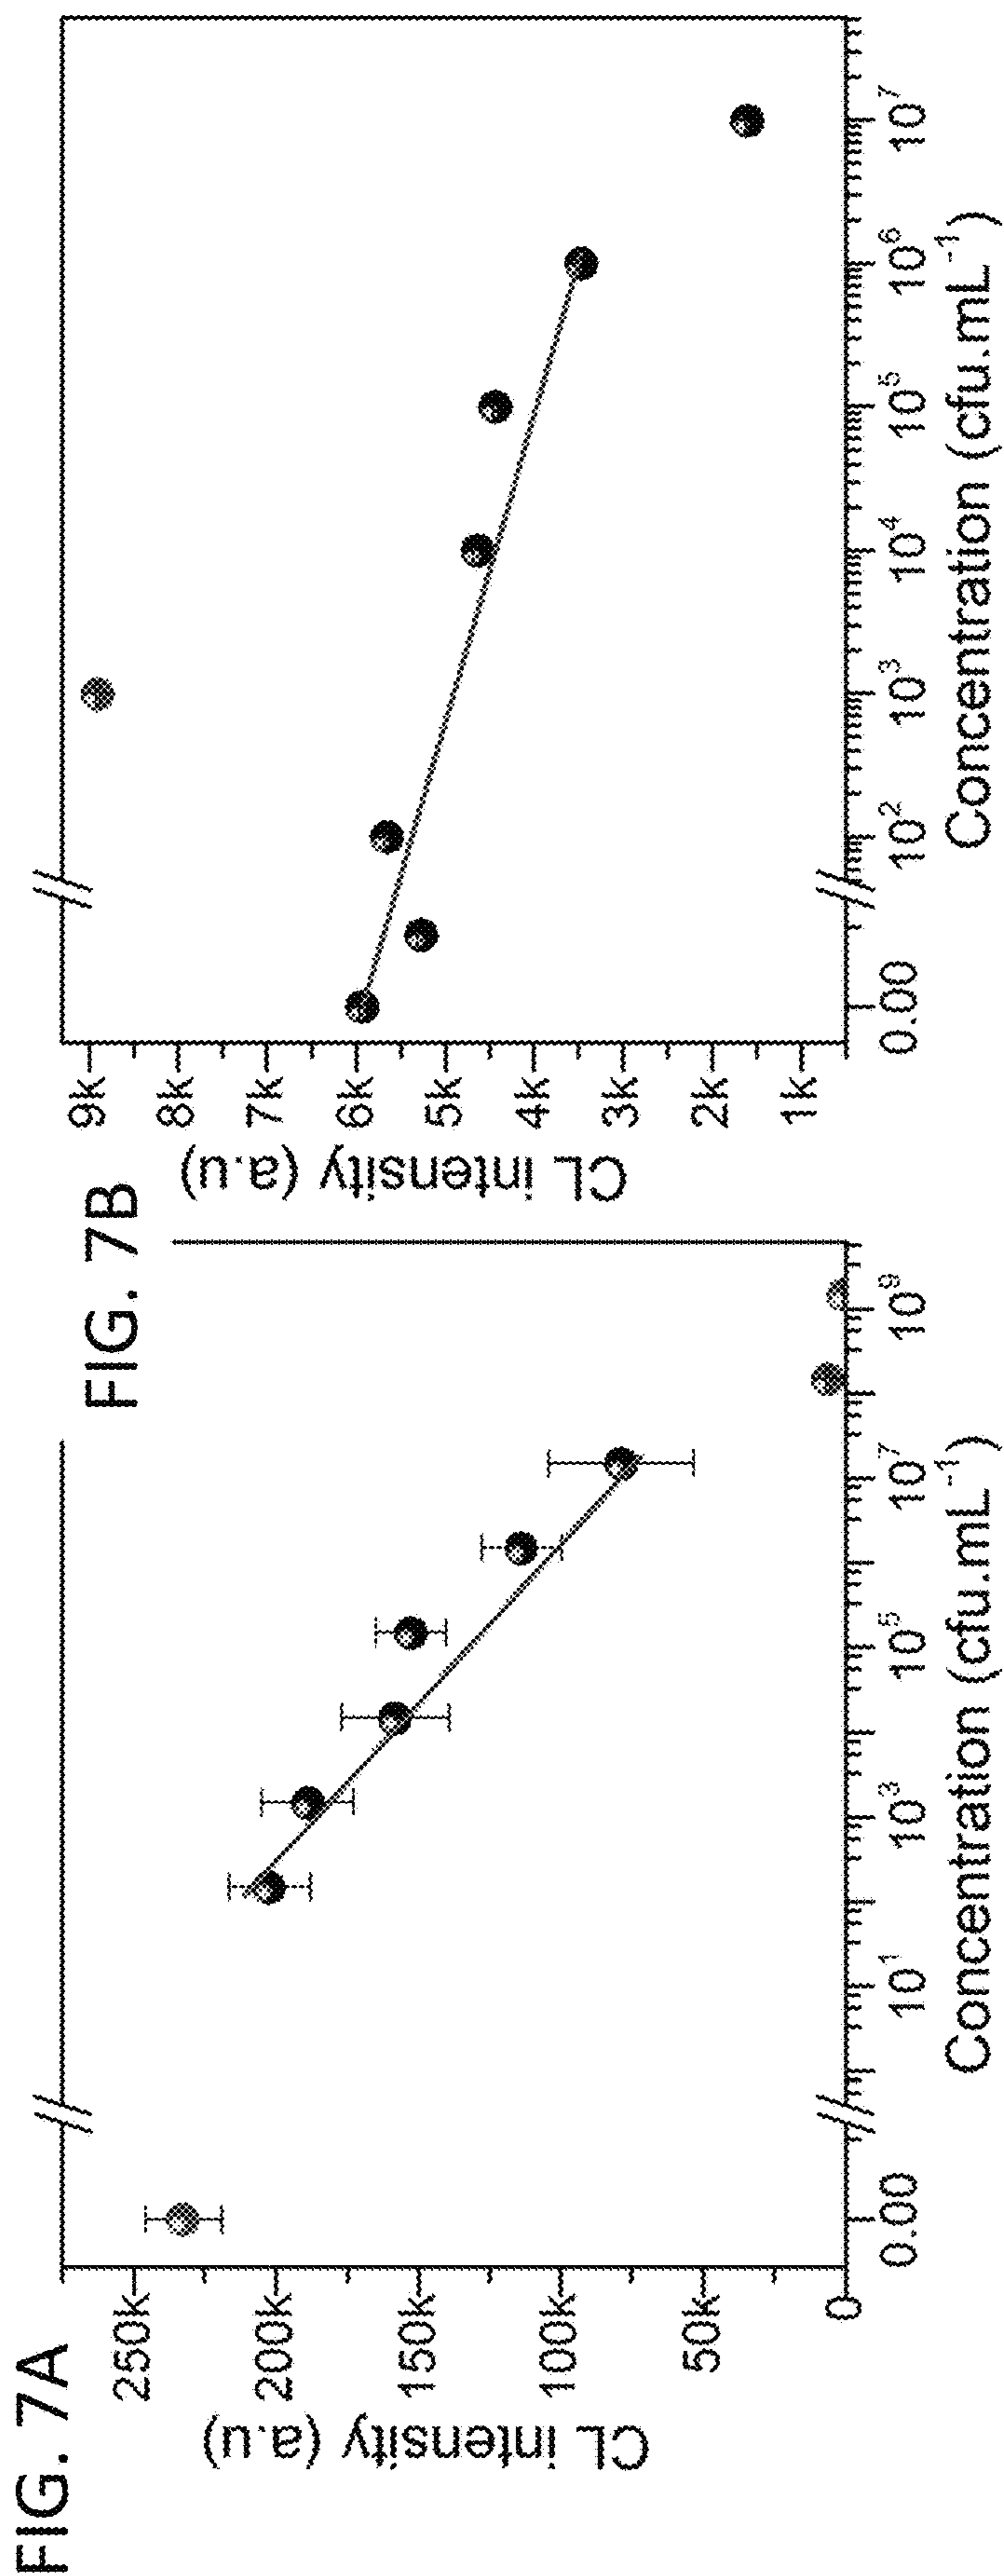 FIG. 7A
CL intensity (a.u)
250k
200k
150k
100k
50k
0
0.00
10¹
10³
10⁵
10⁷
10⁹
Concentration (cfu.mL⁻¹)
FIG. 7B
CL intensity (a.u)
9k
8k
7k
6k
5k
4k
3k
2k
1k
0.00
10²
10³
10⁴
10⁵
10⁶
10⁷
Concentration (cfu.mL⁻¹)